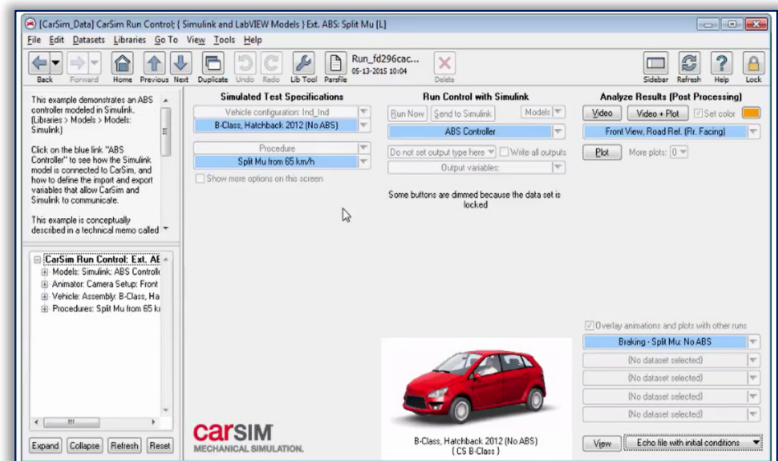 [CarSim_Data] CarSim Run Control; { Simulink and LabVIEW Models } Ext. ABS: Split Mu [L]
File Edit Datasets Libraries Go To View Tools Help
Back Forward Home Previous Next Duplicate Undo Redo Lib Tool Parsfile
Run_fd296cac...
05-13-2015 10:04
Delete Sidebar Refresh Help Lock
This example demonstrates an ABS
controller modeled in Simulink.
(Libraries > Models > Models:
Simulink)
Click on the blue link "ABS
Controller" to see how the Simulink
model is connected to CarSim, and
how to define the import and export
variables that allow CarSim and
Simulink to communicate.
This example is conceptually
described in a technical memo called
CarSim Run Control: Ext. AE
Models: Simulink: ABS Controlle
Animator: Camera Setup: Front
Vehicle: Assembly: B-Class, Ha
Procedures: Split Mu from 65 k
Expand Collapse Refresh Reset
Simulated Test Specifications
Vehicle configuration: Ind_Ind
B-Class, Hatchback 2012 (No ABS)
Procedure
Split Mu from 65 km/h
Show more options on this screen
carSIM
MECHANICAL SIMULATION.
Run Control with Simulink
Run Now Send to Simulink Models
ABS Controller
Do not set output type here Write all outputs
Output variables:
Some buttons are dimmed because the data set is
locked
B-Class, Hatchback 2012 (No ABS)
{ CS B-Class }
Analyze Results (Post Processing)
Video Video + Plot Set color
Front View, Road Ref. (Rr. Facing)
Plot More plots: 0
Overlay animations and plots with other runs
Braking - Split Mu: No ABS
{No dataset selected}
{No dataset selected}
{No dataset selected}
{No dataset selected}
View Echo file with initial conditions